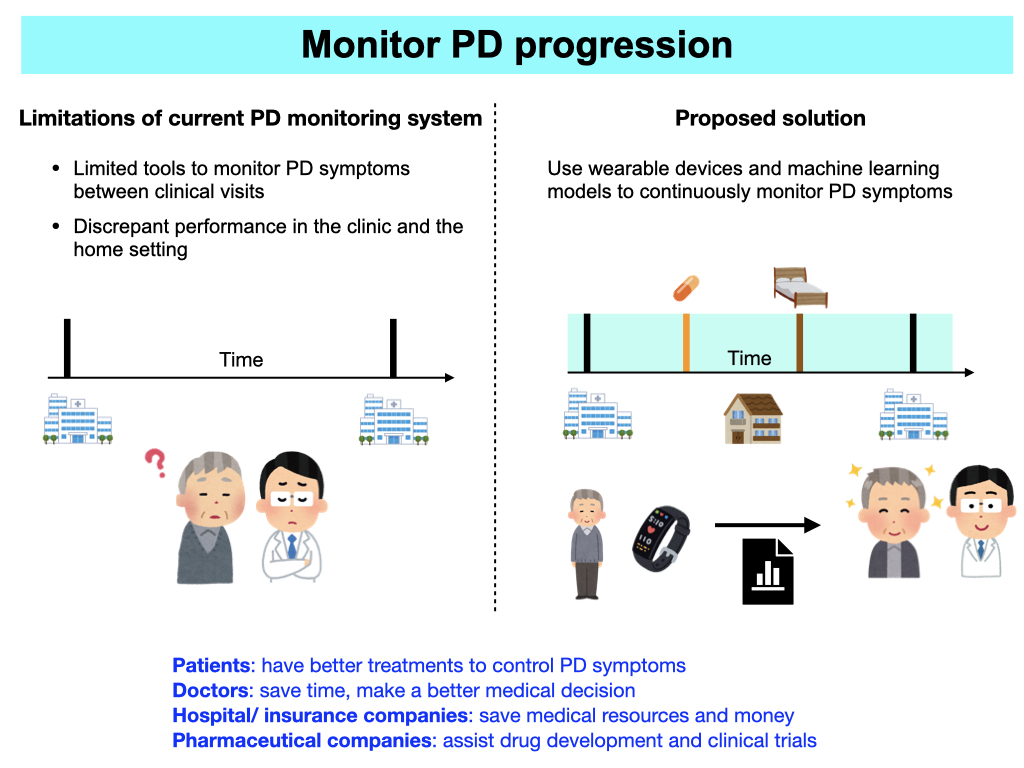 Monitor PD progression
Limitations of current PD monitoring system
• Limited tools to monitor PD symptoms
between clinical visits
• Discrepant performance in the clinic and the
home setting
Time
Proposed solution
Use wearable devices and machine learning
models to continuously monitor PD symptoms
Time
?
5:10
110
Patients: have better treatments to control PD symptoms
Doctors: save time, make a better medical decision
Hospital/ insurance companies: save medical resources and money
Pharmaceutical companies: assist drug development and clinical trials